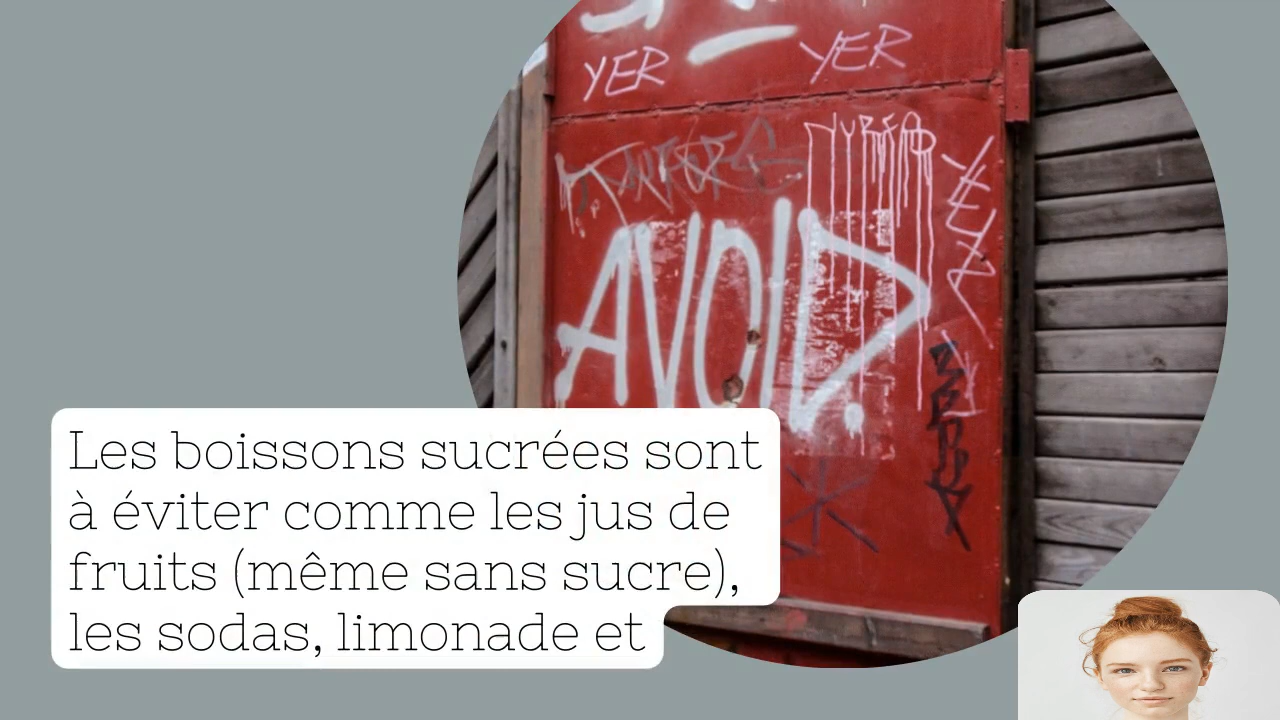 YER YER
AVOID
Les boissons sucrées sont
à éviter comme les jus de
fruits (même sans sucre),
les sodas, limonade et